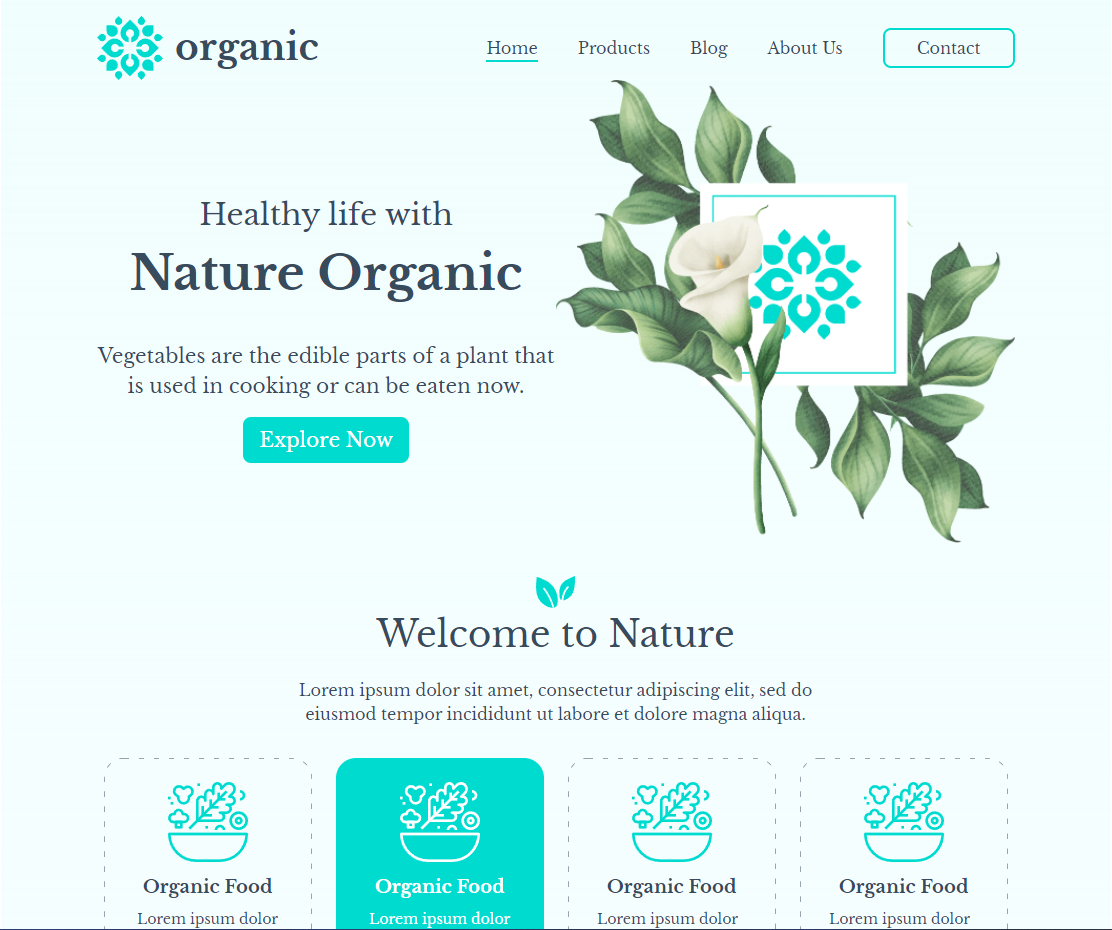 organic
Home
Products
Blog
About Us
Contact
Healthy life with
Nature Organic
Vegetables are the edible parts of a plant that
is used in cooking or can be eaten now.
Explore Now
Welcome to Nature
Lorem ipsum dolor sit amet, consectetur adipiscing elit, sed do
eiusmod tempor incididunt ut labore et dolore magna aliqua.
Organic Food
Lorem ipsum dolor
Organic Food
Lorem ipsum dolor
Organic Food
Lorem ipsum dolor
Organic Food
Lorem ipsum dolor